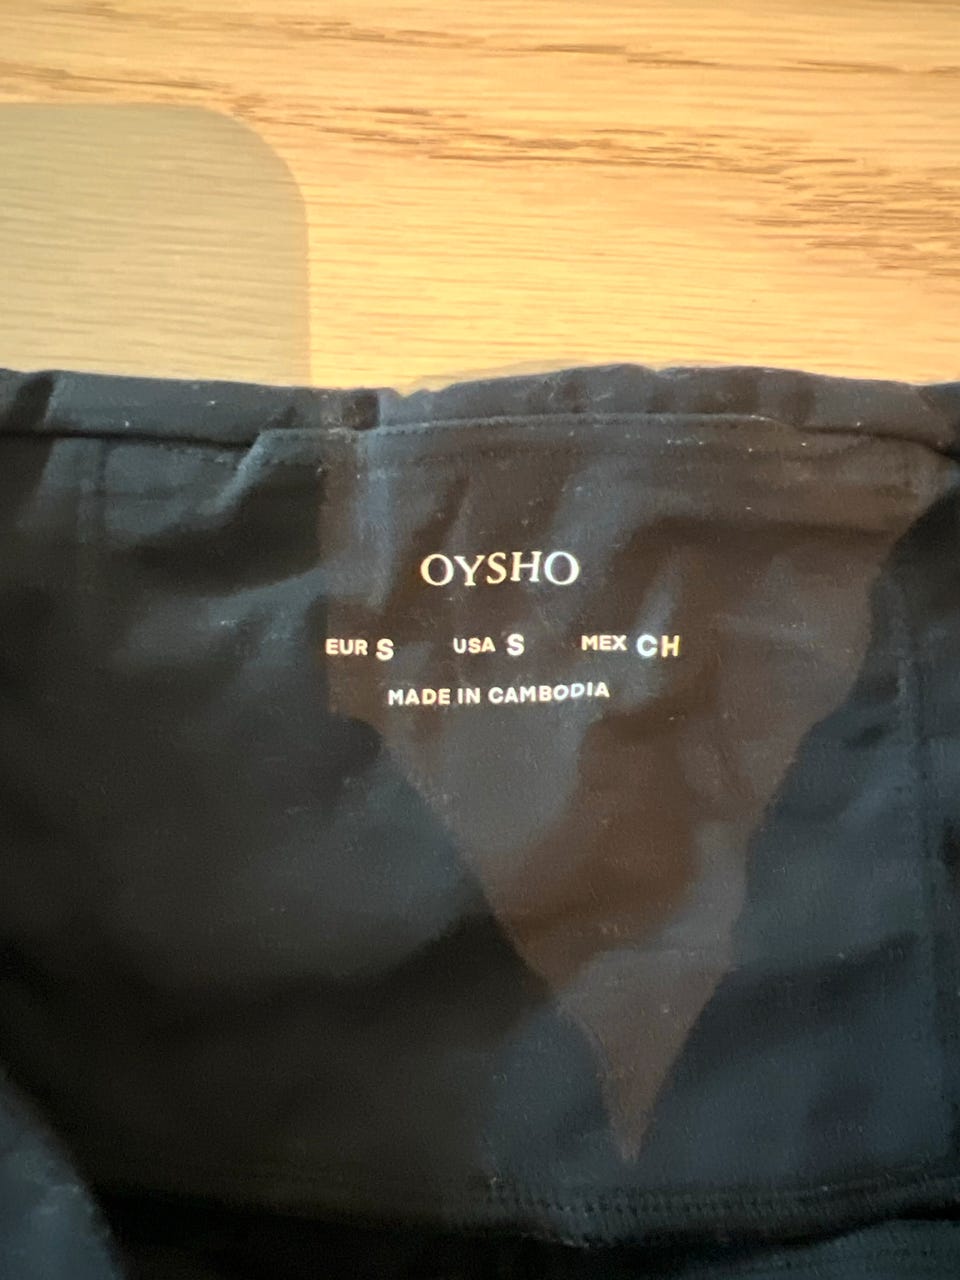 OYSHO
EUR S USA S MEX CH
MADE IN CAMBODIA